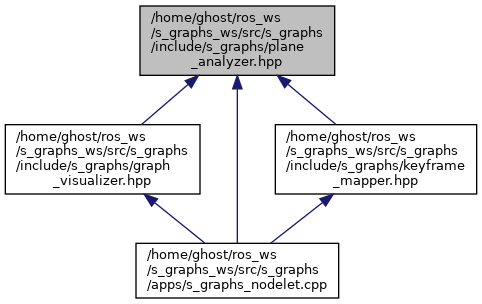 /home/ghost/ros_ws
/s_graphs_ws/src/s_graphs
/include/s_graphs/plane
_analyzer.hpp
/home/ghost/ros_ws
/s_graphs_ws/src/s_graphs
/include/s_graphs/graph
_visualizer.hpp
/home/ghost/ros_ws
/s_graphs_ws/src/s_graphs
/include/s_graphs/keyframe
_mapper.hpp
/home/ghost/ros_ws
/s_graphs_ws/src/s_graphs
/apps/s_graphs_nodelet.cpp